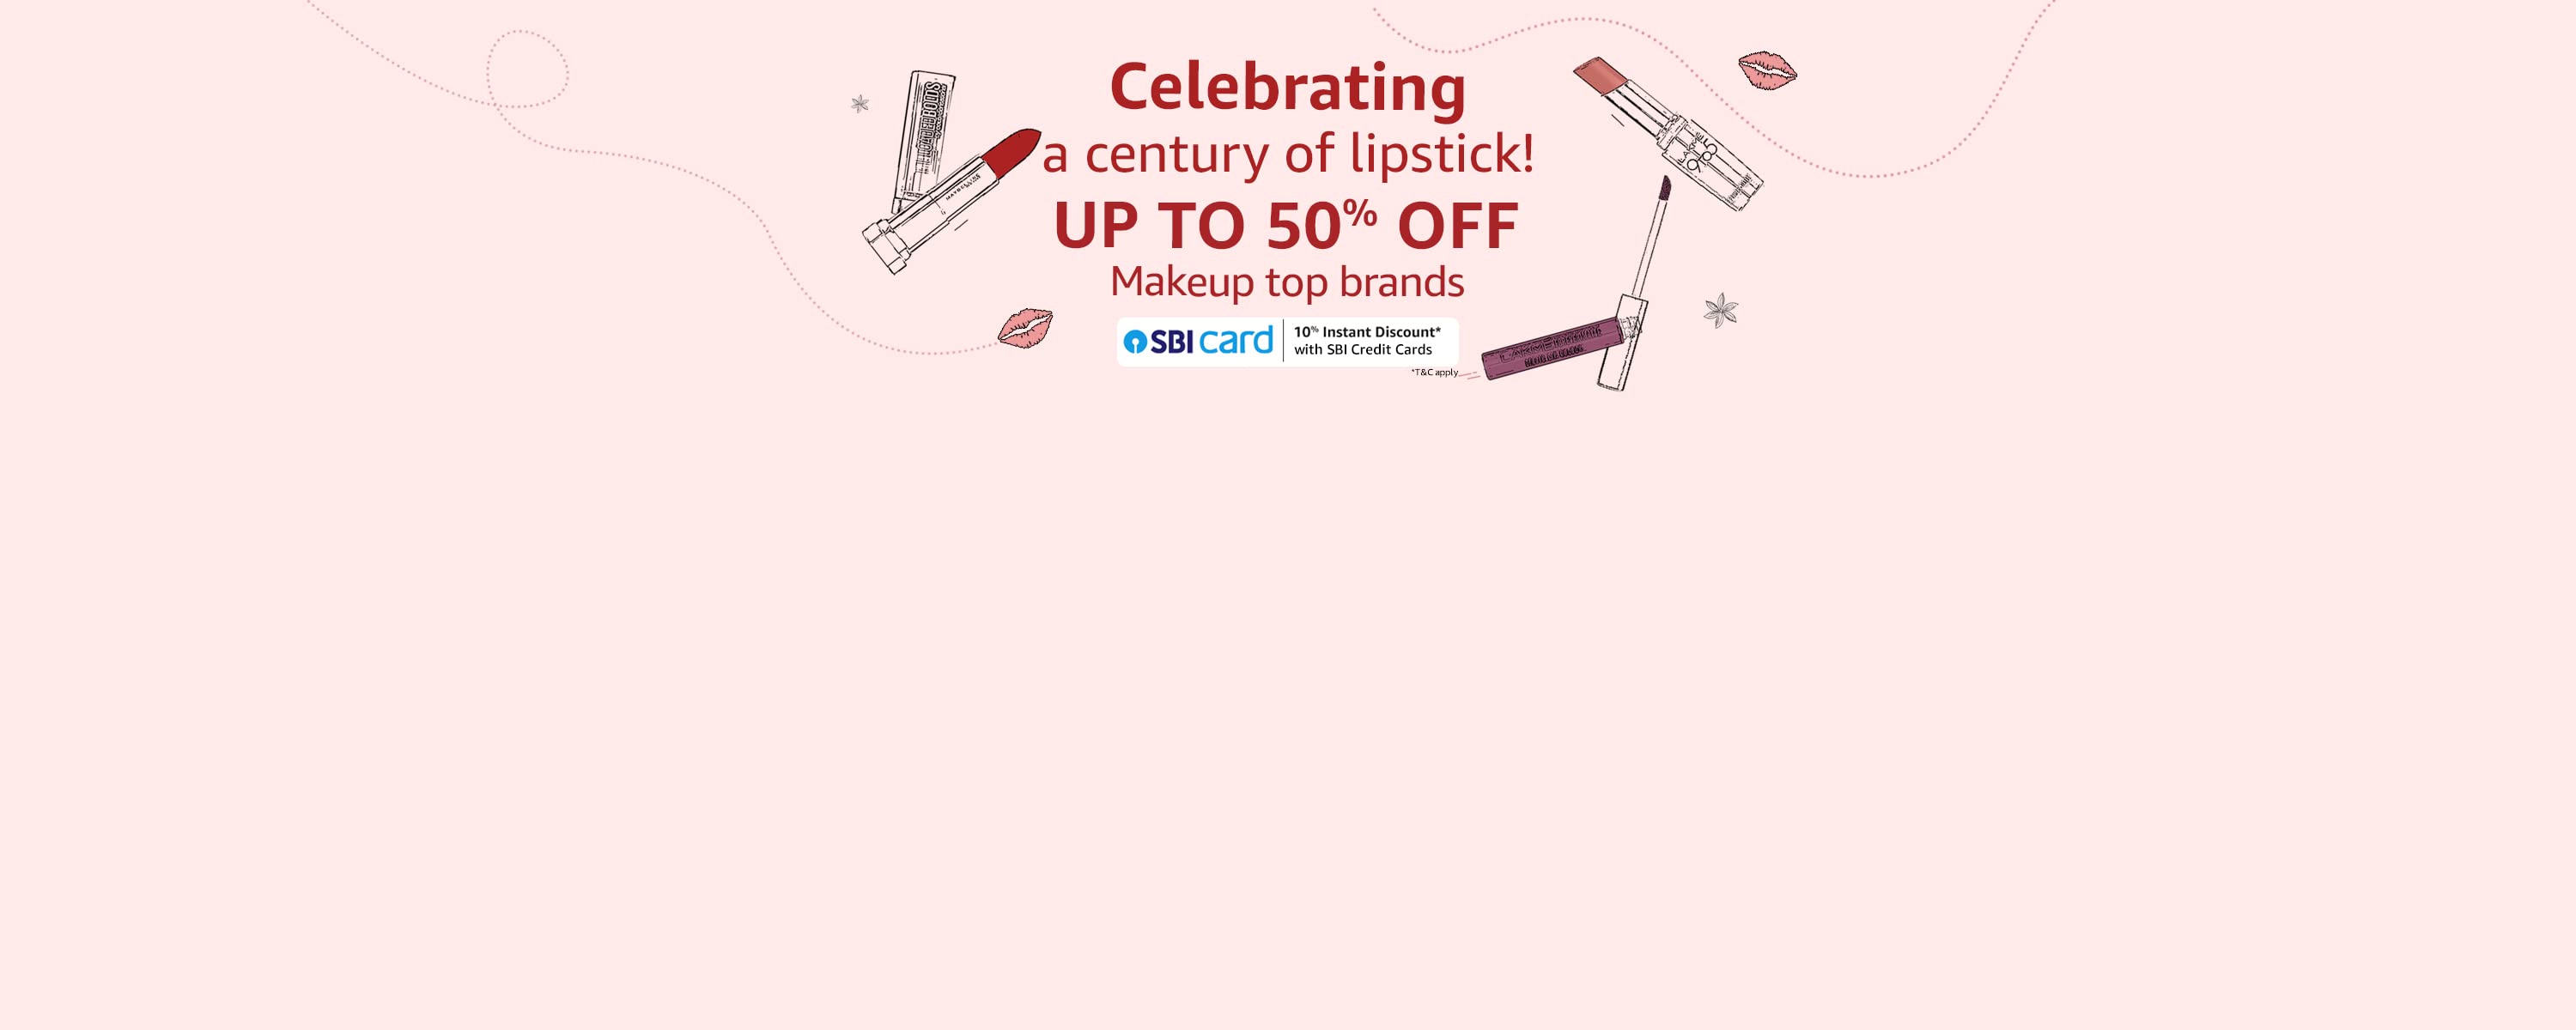 Celebrating
a century of lipstick!
UP TO 50% OFF
Makeup top brands
SBI card
10% Instant Discount*
with SBI Credit Cards
*T&C apply
MAYBELLINE